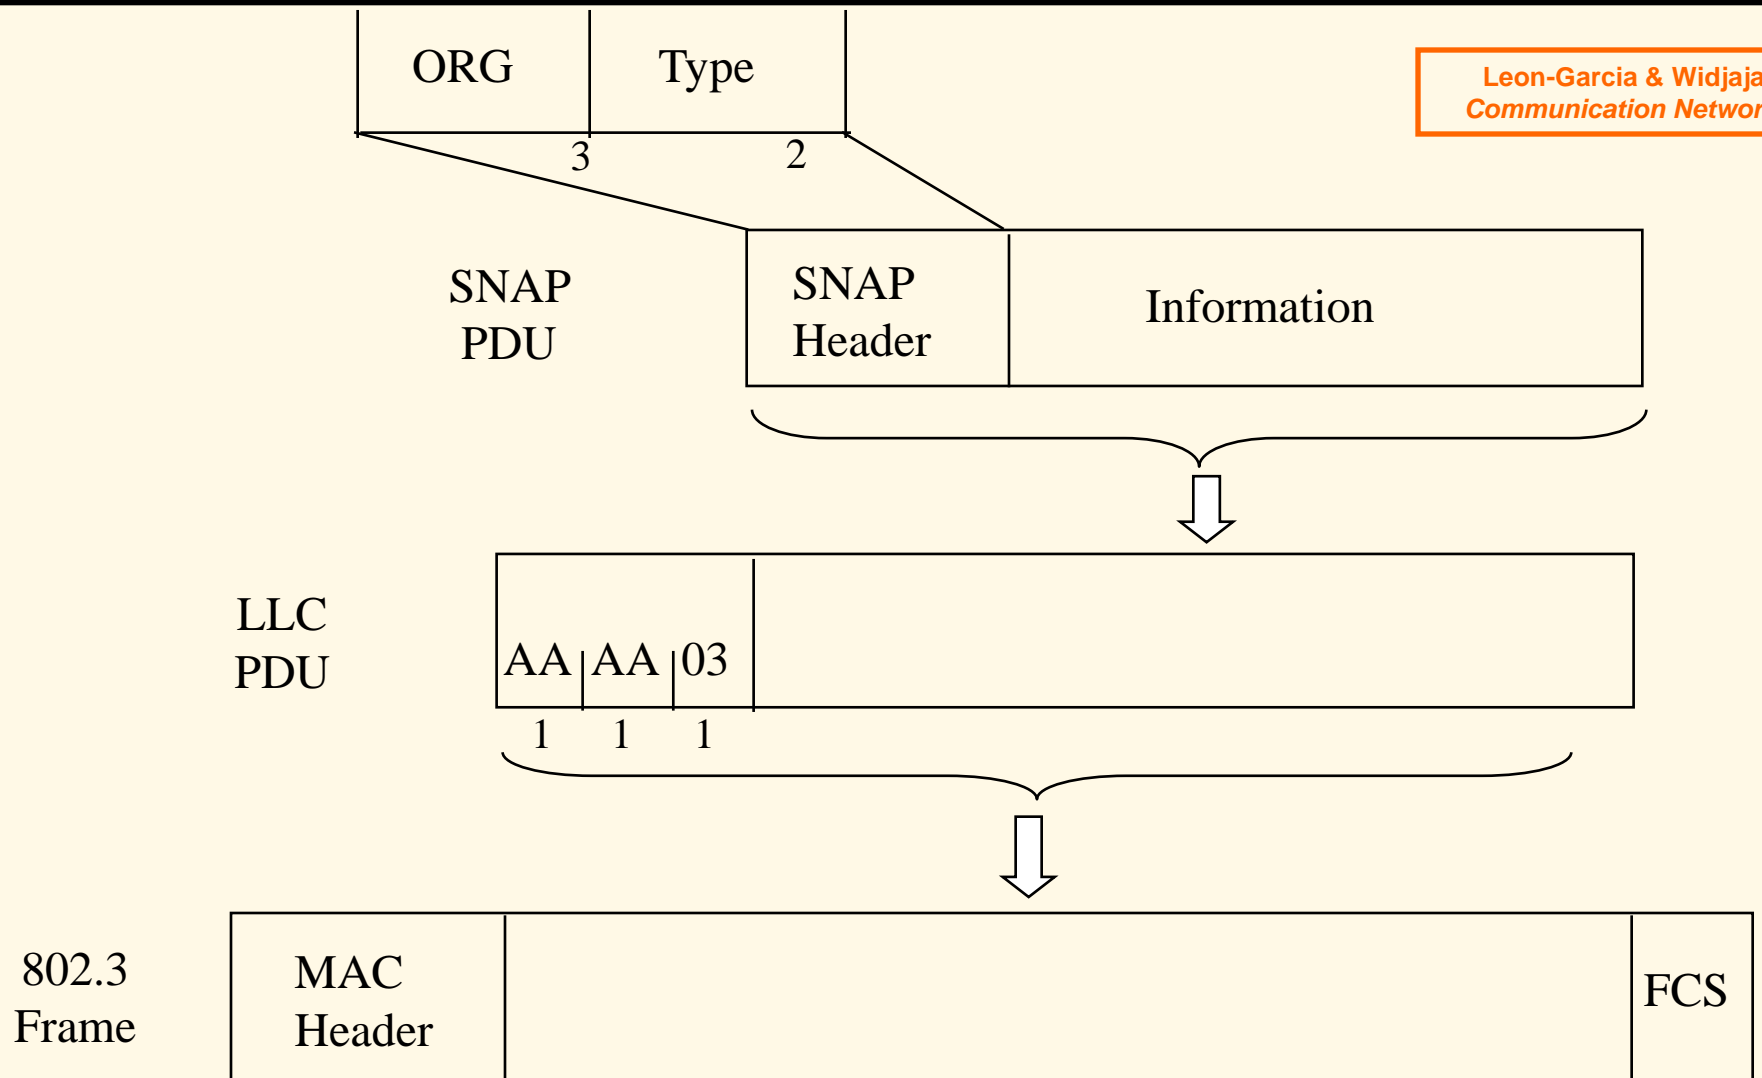 ORG Type
Leon-Garcia & Widjaja
3 2
SNAP
PDU
SNAP
Header
Information
LLC
PDU
AA AA 03
1 1 1
802.3
Frame
MAC
Header
FCS
Communication